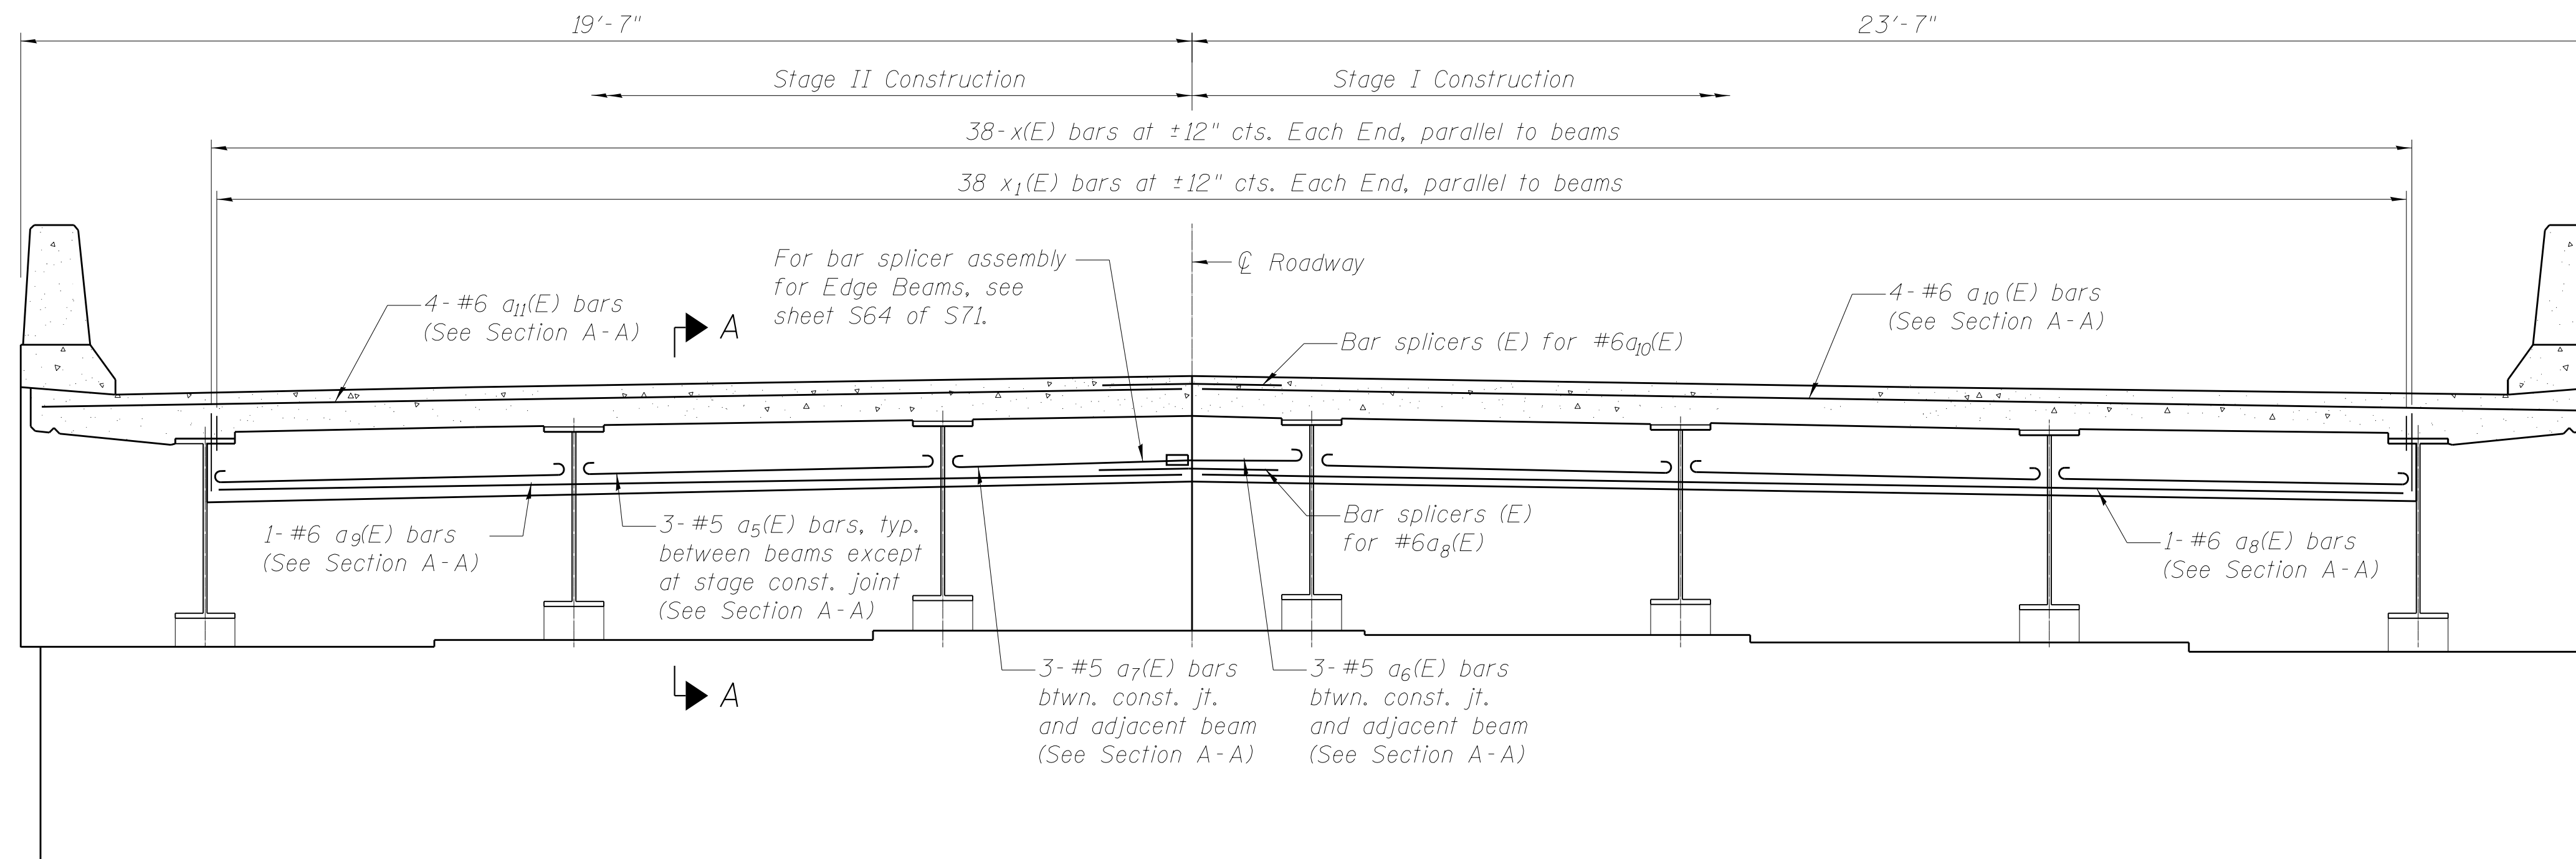 19'-7"
23'-7"
Stage II Construction
Stage I Construction
38-x(E) bars at ±12" cts. Each End, parallel to beams
38 x₁(E) bars at ±12" cts. Each End, parallel to beams
For bar splicer assembly
for Edge Beams, see
sheet S64 of S71.
℄ Roadway
4-#6 a₁₁(E) bars
(See Section A-A)
A
4-#6 a₁₀(E) bars
(See Section A-A)
Bar splicers (E) for #6a₁₀(E)
1-#6 a₉(E) bars
(See Section A-A)
3-#5 a₅(E) bars, typ.
between beams except
at stage const. joint
(See Section A-A)
Bar splicers (E)
for #6a₈(E)
1-#6 a₈(E) bars
(See Section A-A)
A
3-#5 a₇(E) bars
btwn. const. jt.
and adjacent beam
(See Section A-A)
3-#5 a₆(E) bars
btwn. const. jt.
and adjacent beam
(See Section A-A)